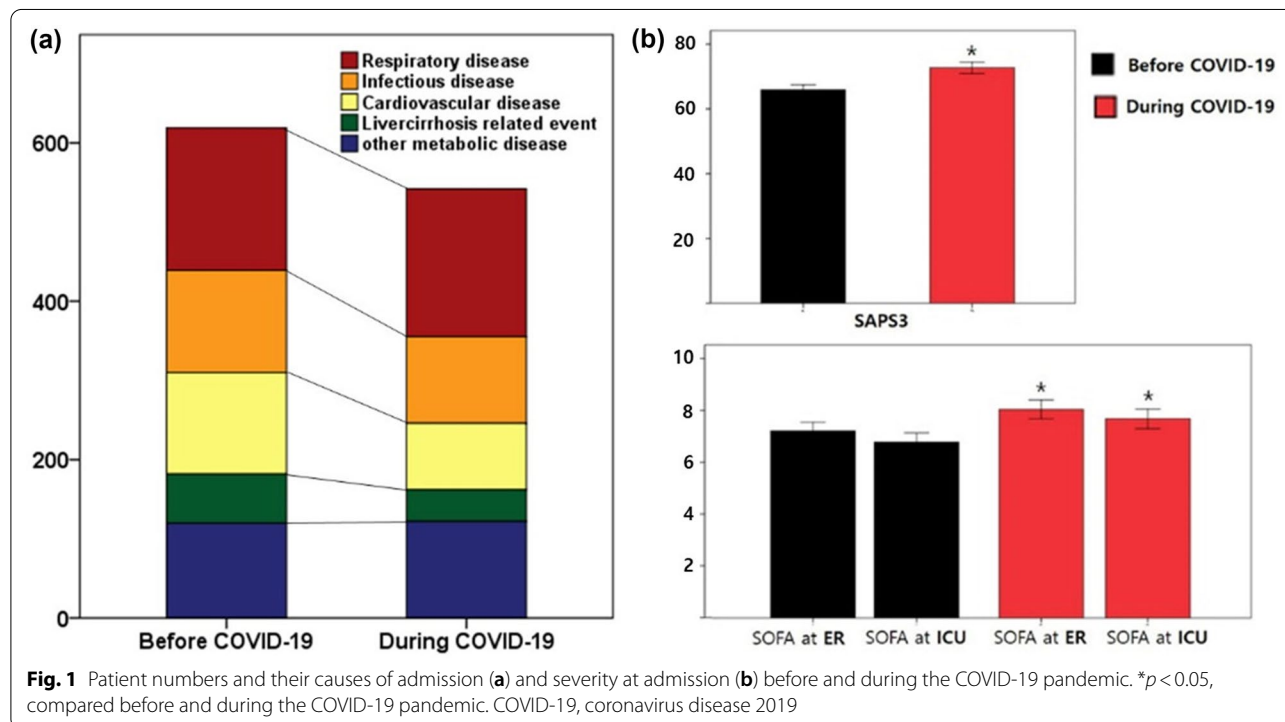 (a)
Respiratory disease
Infectious disease
Cardiovascular disease
Livercirrhosis related event
other metabolic disease
600
400
200
0
Before COVID-19
During COVID-19
(b)
80
60
40
20
*
SAPS3
Before COVID-19
During COVID-19
10
8
6
4
2
*
*
SOFA at ER
SOFA at ICU
SOFA at ER
SOFA at ICU
Fig. 1 Patient numbers and their causes of admission (a) and severity at admission (b) before and during the COVID-19 pandemic. *p < 0.05,
compared before and during the COVID-19 pandemic. COVID-19, coronavirus disease 2019